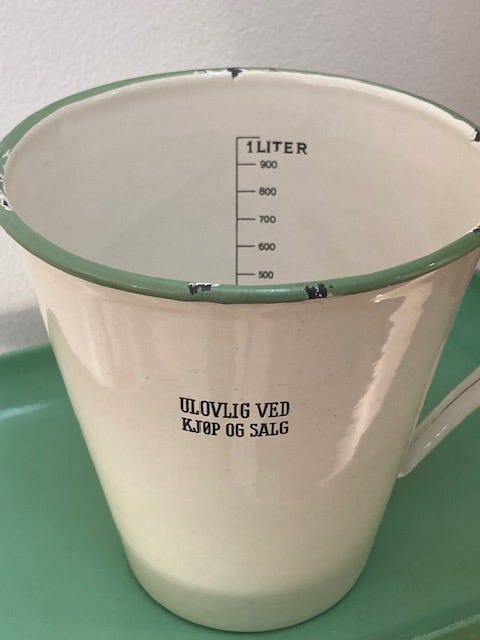 1 LITER
900
800
700
600
500
ULOVLIG VED
KJØP OG SALG